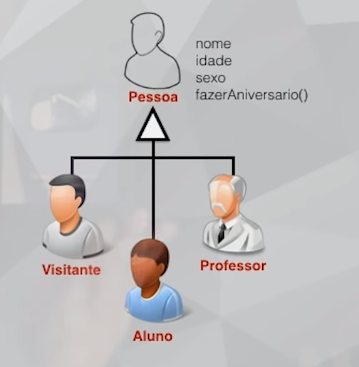 nome
idade
sexo
fazerAniversario()
Pessoa
Visitante
Professor
Aluno